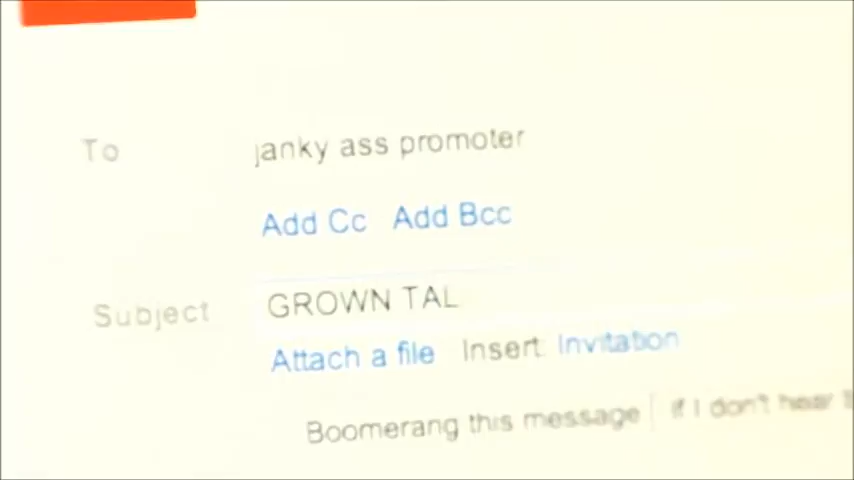 To janky ass promoter
Add Cc Add Bcc
Subject GROWN TAL
Attach a file Insert: Invitation
Boomerang this message if I don't hear